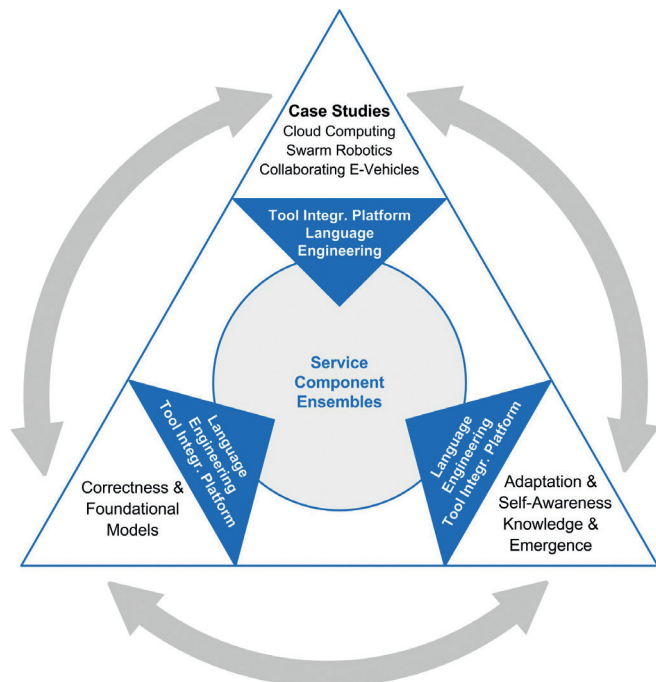 Case Studies
Cloud Computing
Swarm Robotics
Collaborating E-Vehicles
Tool Integr. Platform
Language
Engineering
Service
Component
Ensembles
Language
Engineering
Tool Integr. Platform
Language
Engineering
Tool Integr. Platform
Correctness &
Foundational
Models
Adaptation &
Self-Awareness
Knowledge &
Emergence